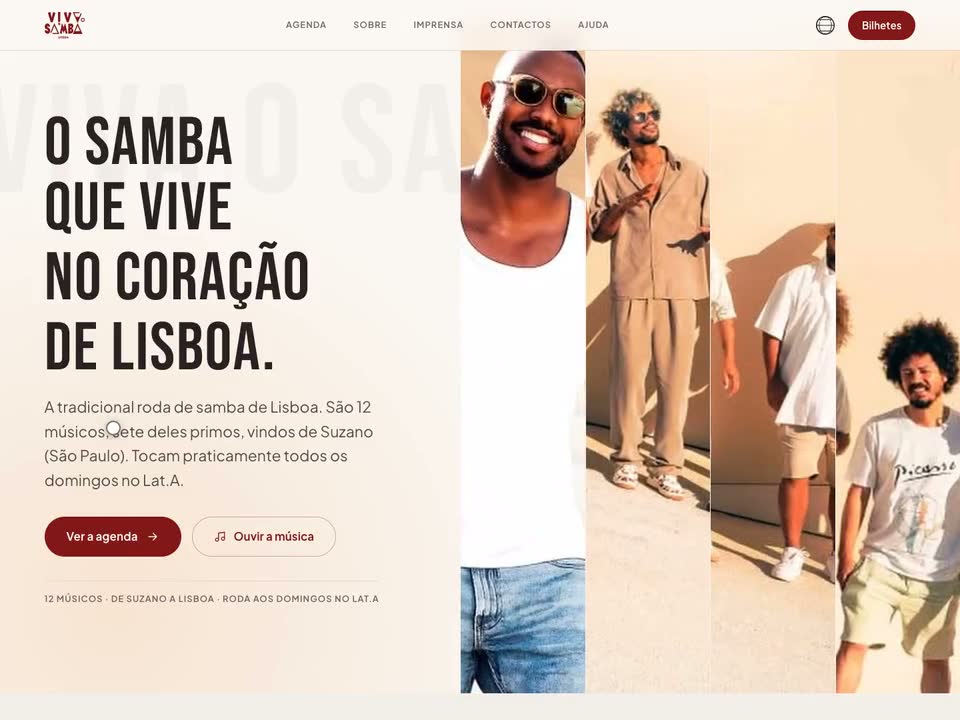 VIVO
SAMBA
LISBOA
AGENDA SOBRE IMPRENSA CONTACTOS AJUDA
Bilhetes
VIVA O SA
O SAMBA
QUE VIVE
NO CORAÇÃO
DE LISBOA.
A tradicional roda de samba de Lisboa. São 12
músicos, sete deles primos, vindos de Suzano
(São Paulo). Tocam praticamente todos os
domingos no Lat.A.
Ver a agenda
Ouvir a música
12 MÚSICOS · DE SUZANO A LISBOA · RODA AOS DOMINGOS NO LAT.A
Picasso